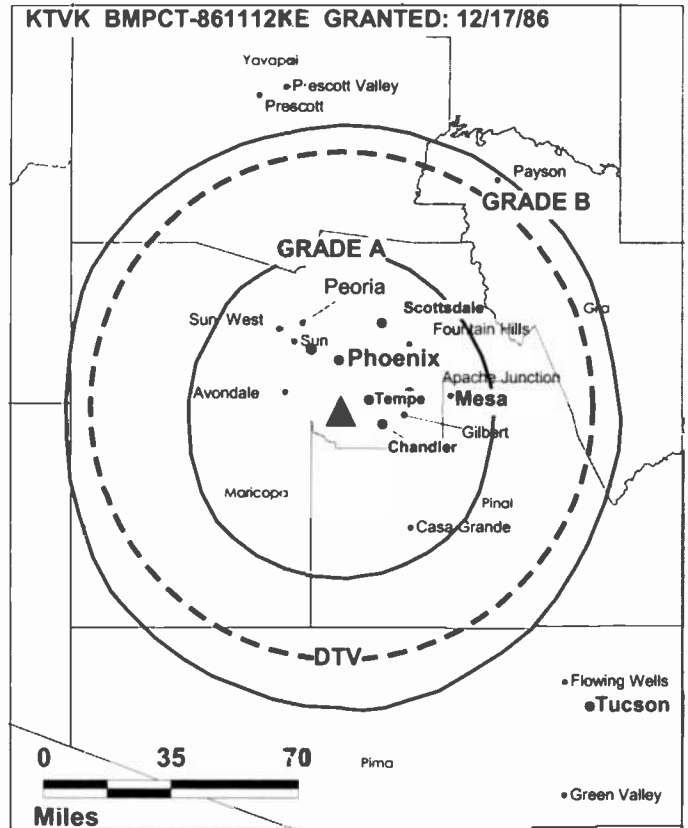 KTVK BMPCT-861112KE GRANTED: 12/17/86
Yavapai
Prescott Valley
Prescott
Payson
GRADE B
GRADE A
Peoria
Scottsdale
Gra
Sun West
Fountain Hills
Sun
Phoenix
Apache Junction
Avondale
Tempe
Mesa
Gilbert
Chandler
Maricopa
Pinal
Casa Grande
DTV
Flowing Wells
Tucson
0 35 70
Pima
Green Valley
Miles